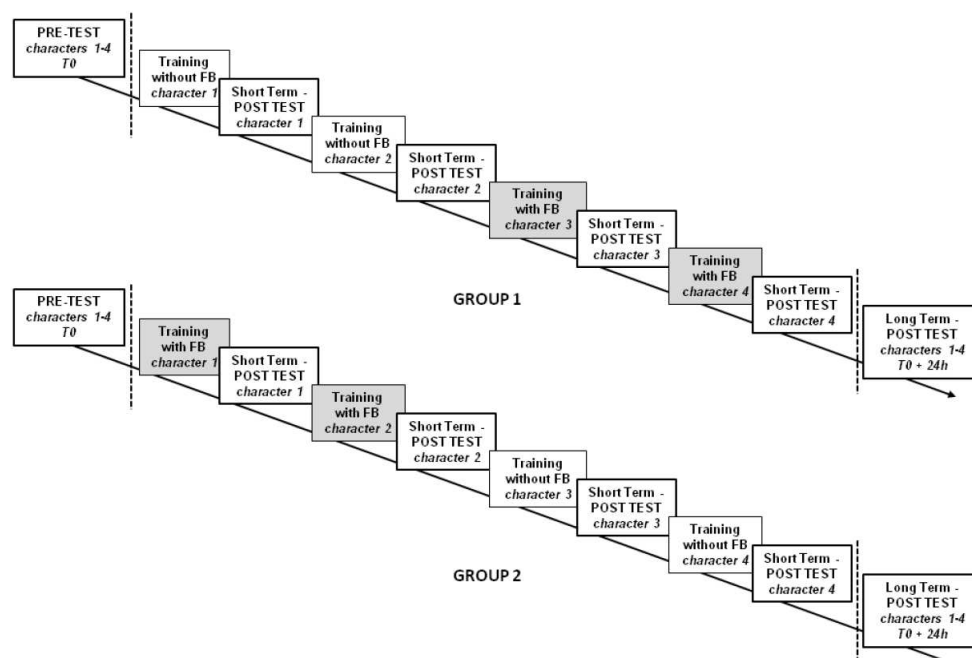 PRE-TEST
characters 1-4
T0
Training
without FB
character 1
Short Term -
POST TEST
character 1
Training
without FB
character 2
Short Term -
POST TEST
character 2
Training
with FB
character 3
Short Term -
POST TEST
character 3
Training
with FB
character 4
Short Term -
POST TEST
character 4
Long Term -
POST TEST
characters 1-4
T0 + 24h
GROUP 1
PRE-TEST
characters 1-4
T0
Training
with FB
character 1
Short Term -
POST TEST
character 1
Training
with FB
character 2
Short Term -
POST TEST
character 2
Training
without FB
character 3
Short Term -
POST TEST
character 3
Training
without FB
character 4
Short Term -
POST TEST
character 4
Long Term -
POST TEST
characters 1-4
T0 + 24h
GROUP 2